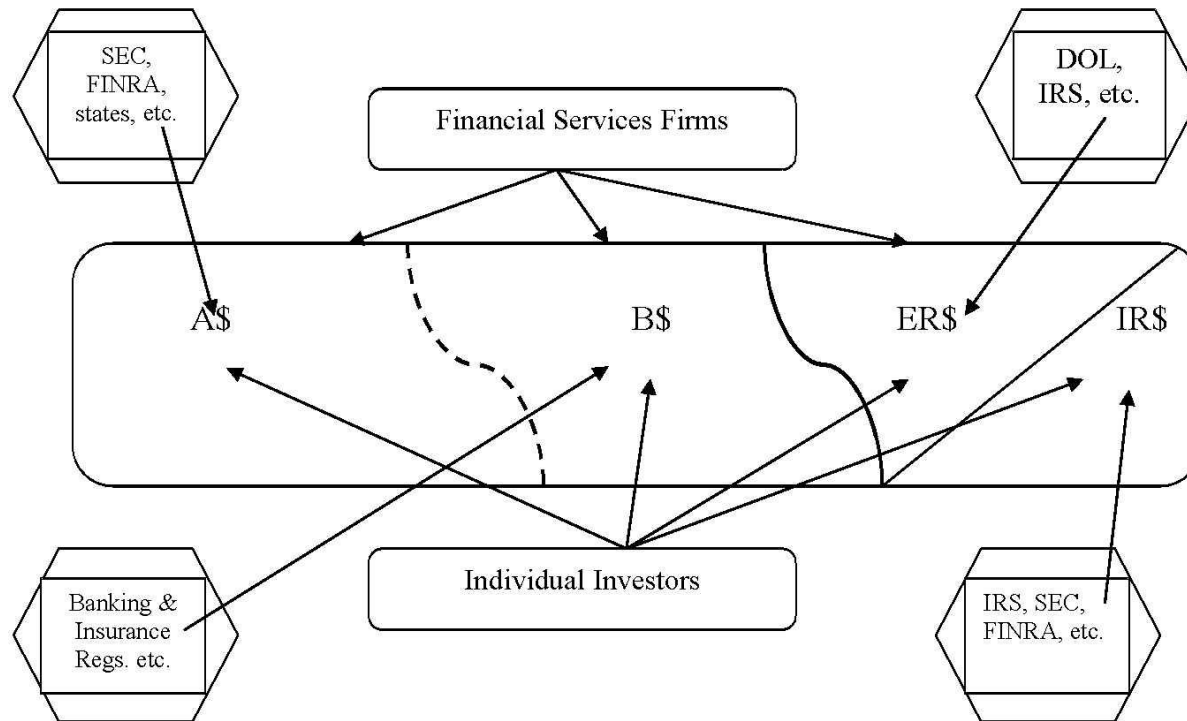 SEC,
FINRA,
states, etc.
Financial Services Firms
DOL,
IRS, etc.
A$
B$
ER$
IR$
Banking &
Insurance
Regs. etc.
Individual Investors
IRS, SEC,
FINRA, etc.